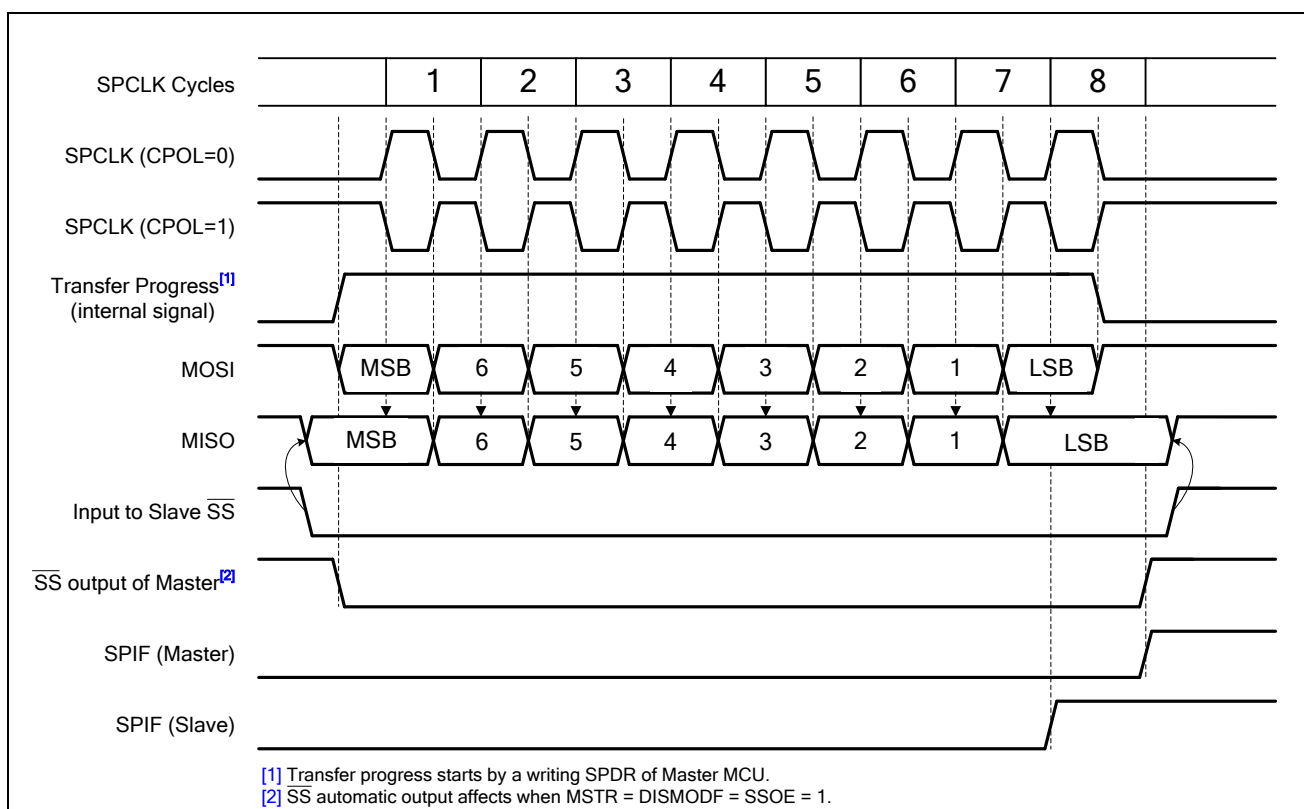 SPCLK Cycles 1 2 3 4 5 6 7 8
SPCLK (CPOL=0)
SPCLK (CPOL=1)
Transfer Progress[1]
(internal signal)
MOSI MSB 6 5 4 3 2 1 LSB
MISO MSB 6 5 4 3 2 1 LSB
Input to Slave S̅S̅
S̅S̅ output of Master[2]
SPIF (Master)
SPIF (Slave)
[1] Transfer progress starts by a writing SPDR of Master MCU.
[2] S̅S̅ automatic output affects when MSTR = DISMODF = SSOE = 1.